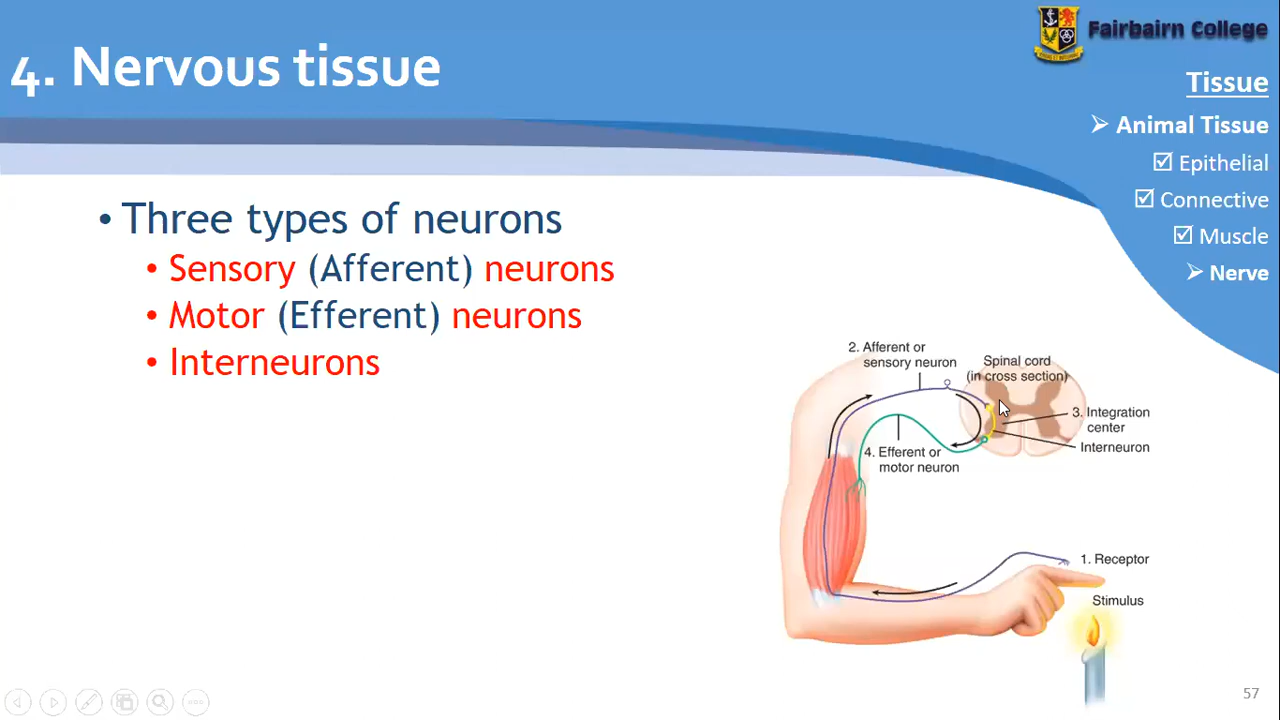 Fairbairn College
4. Nervous tissue
Tissue
➢ Animal Tissue
☑ Epithelial
☑ Connective
☑ Muscle
➢ Nerve
• Three types of neurons
• Sensory (Afferent) neurons
• Motor (Efferent) neurons
• Interneurons
2. Afferent or
sensory neuron
Spinal cord
(in cross section)
3. Integration
center
Interneuron
4. Efferent or
motor neuron
1. Receptor
Stimulus
57